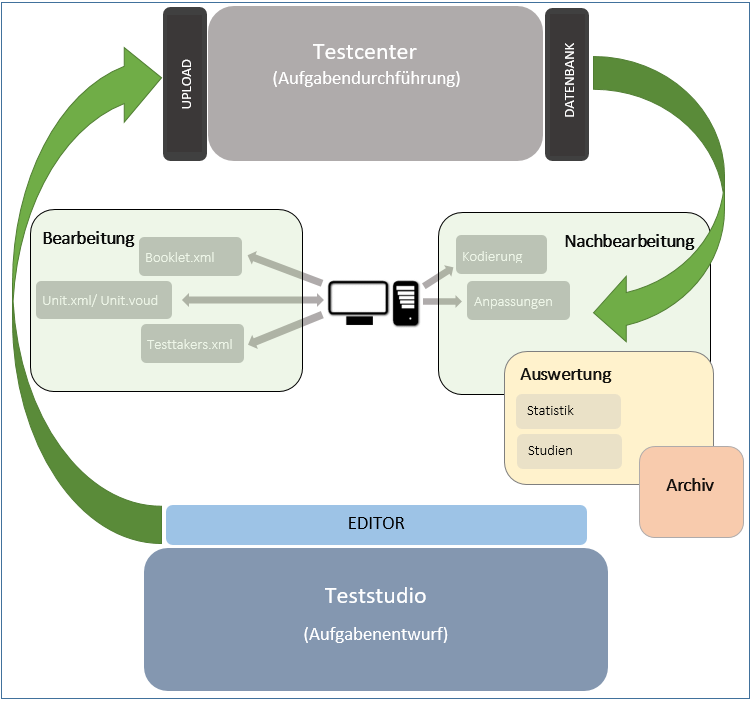 Testcenter
(Aufgabendurchführung)
UPLOAD
DATENBANK
Bearbeitung
Booklet.xml
Unit.xml/ Unit.voud
Testtakers.xml
Nachbearbeitung
Kodierung
Anpassungen
Auswertung
Statistik
Studien
Archiv
EDITOR
Teststudio
(Aufgabenentwurf)